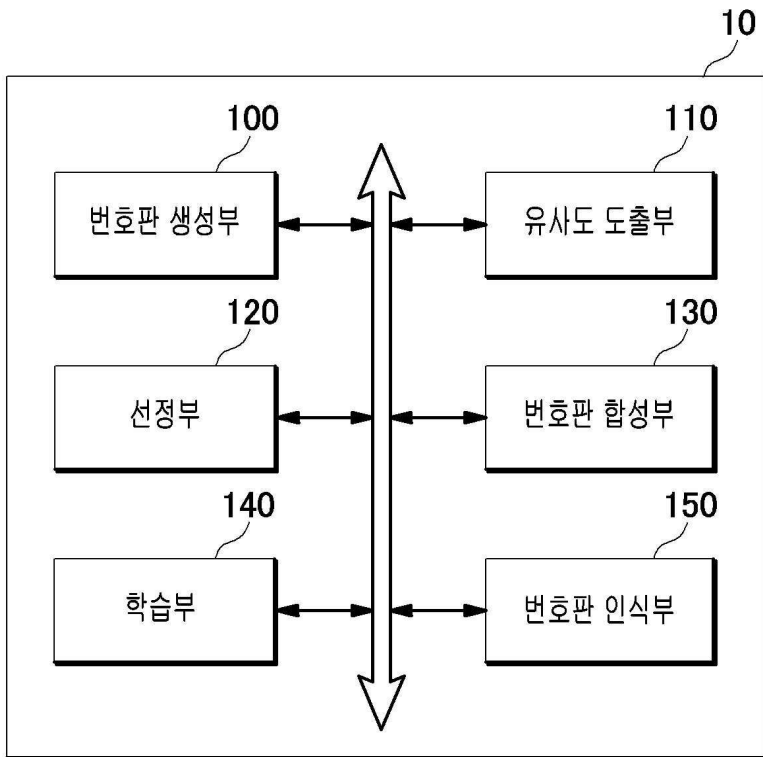 10
100
110
번호판 생성부
유사도 도출부
120
130
선정부
번호판 합성부
140
150
학습부
번호판 인식부